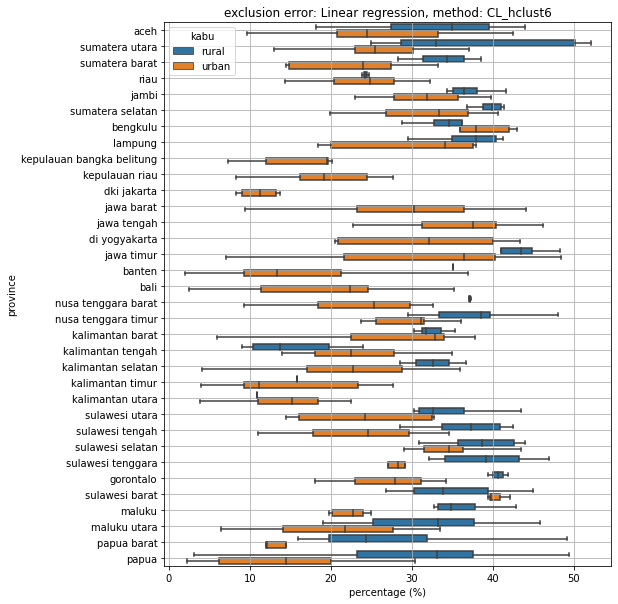 exclusion error: Linear regression, method: CL_hclust6
kabu
rural
urban
aceh
sumatera utara
sumatera barat
riau
jambi
sumatera selatan
bengkulu
lampung
kepulauan bangka belitung
kepulauan riau
dki jakarta
jawa barat
jawa tengah
di yogyakarta
jawa timur
banten
bali
nusa tenggara barat
nusa tenggara timur
kalimantan barat
kalimantan tengah
kalimantan selatan
kalimantan timur
kalimantan utara
sulawesi utara
sulawesi tengah
sulawesi selatan
sulawesi tenggara
gorontalo
sulawesi barat
maluku
maluku utara
papua barat
papua
province
0 10 20 30 40 50
percentage (%)